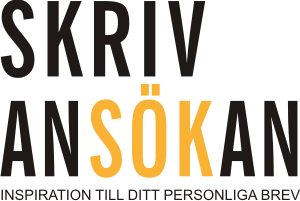 SKRIV
ANSÖKAN
INSPIRATION TILL DITT PERSONLIGA BREV